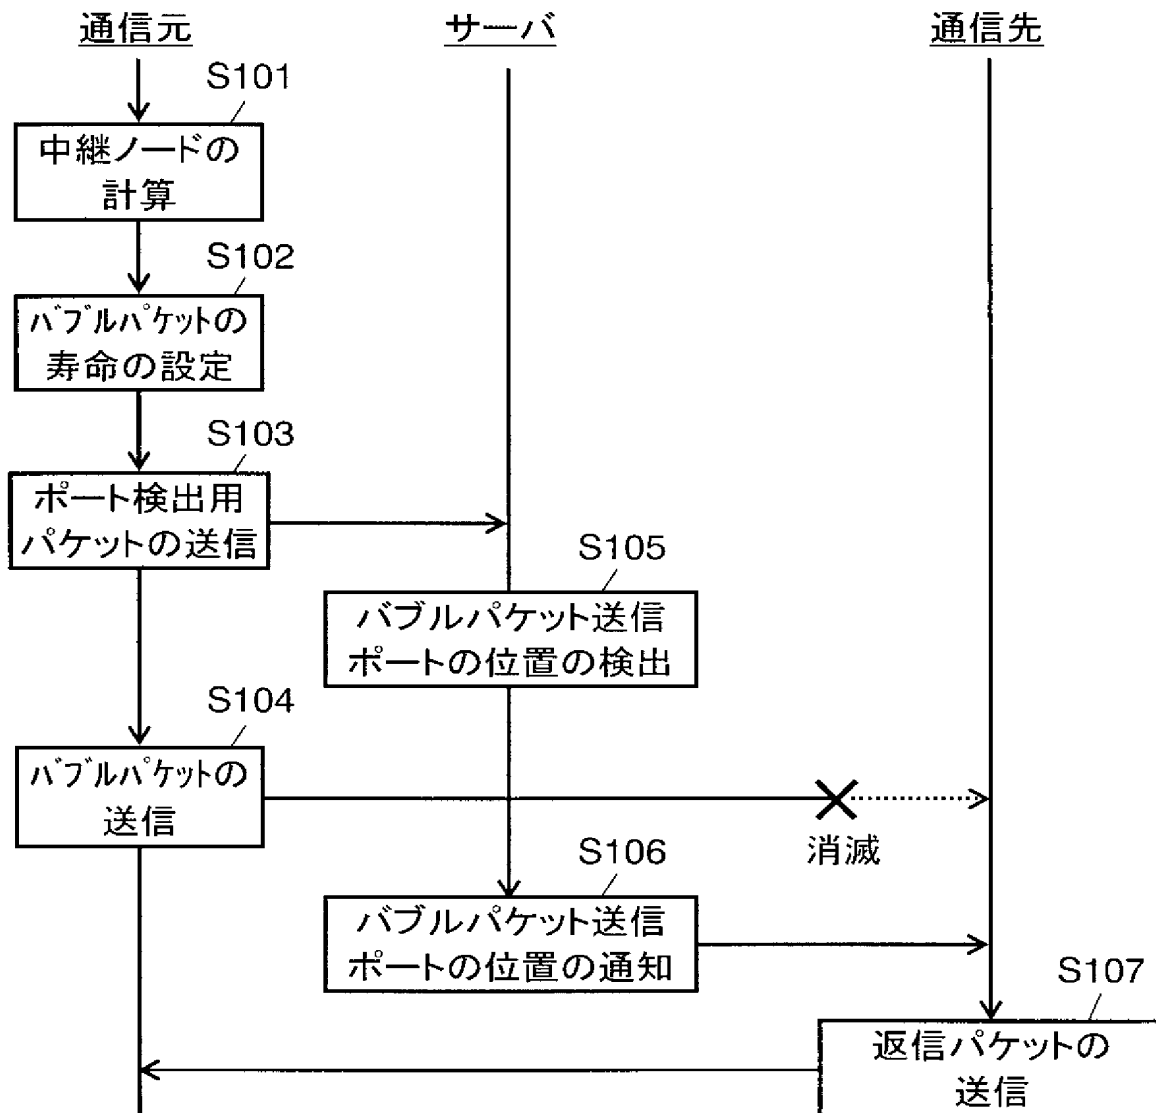 通信元
サーバ
通信先
S101
中継ノードの
計算
S102
バブルパケットの
寿命の設定
S103
ポート検出用
パケットの送信
S105
バブルパケット送信
ポートの位置の検出
S104
バブルパケットの
送信
消滅
S106
バブルパケット送信
ポートの位置の通知
S107
返信パケットの
送信